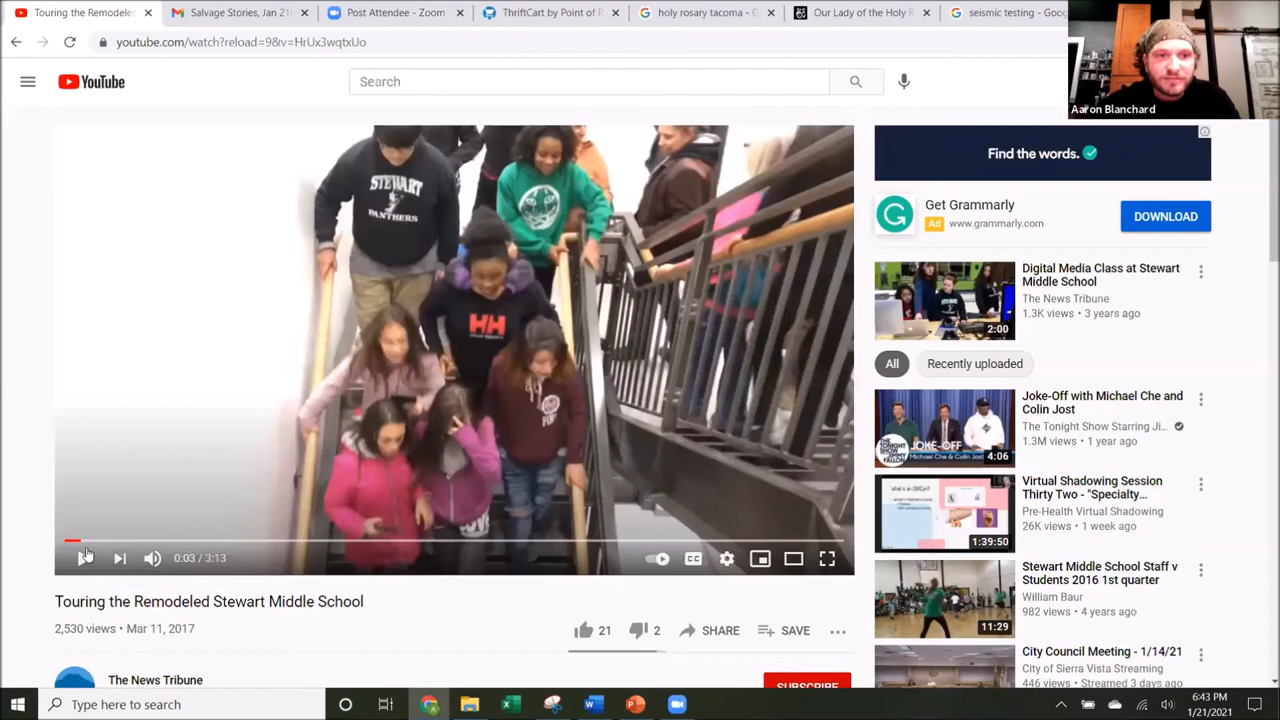 Touring the Remodele
Salvage Stories, Jan 21
Post Attendee - Zoom
ThriftCart by Point of
holy rosary tacoma - G
Our Lady of the Holy R
seismic testing - Goog
youtube.com/watch?reload=9&v=HrUx3wqtxUo
Aaron Blanchard
YouTube
Search
Find the words.
STEWART
PANTHERS
HH
Get Grammarly
Ad www.grammarly.com
DOWNLOAD
Digital Media Class at Stewart
Middle School
The News Tribune
1.3K views • 3 years ago
2:00
All
Recently uploaded
Joke-Off with Michael Che and
Colin Jost
The Tonight Show Starring Ji...
1.3M views • 1 year ago
JOKE-OFF
Michael Che & Colin Jost
4:06
Virtual Shadowing Session
Thirty Two - "Specialty...
Pre-Health Virtual Shadowing
26K views • 1 week ago
1:39:50
0:03 / 3:13
CC
Stewart Middle School Staff v
Students 2016 1st quarter
William Baur
982 views • 4 years ago
11:29
Touring the Remodeled Stewart Middle School
2,530 views • Mar 11, 2017
21
2
SHARE
SAVE
City Council Meeting - 1/14/21
City of Sierra Vista Streaming
446 views • Streamed 3 days ago
The News Tribune
SUBSCRIBE
Type here to search
6:43 PM
1/21/2021